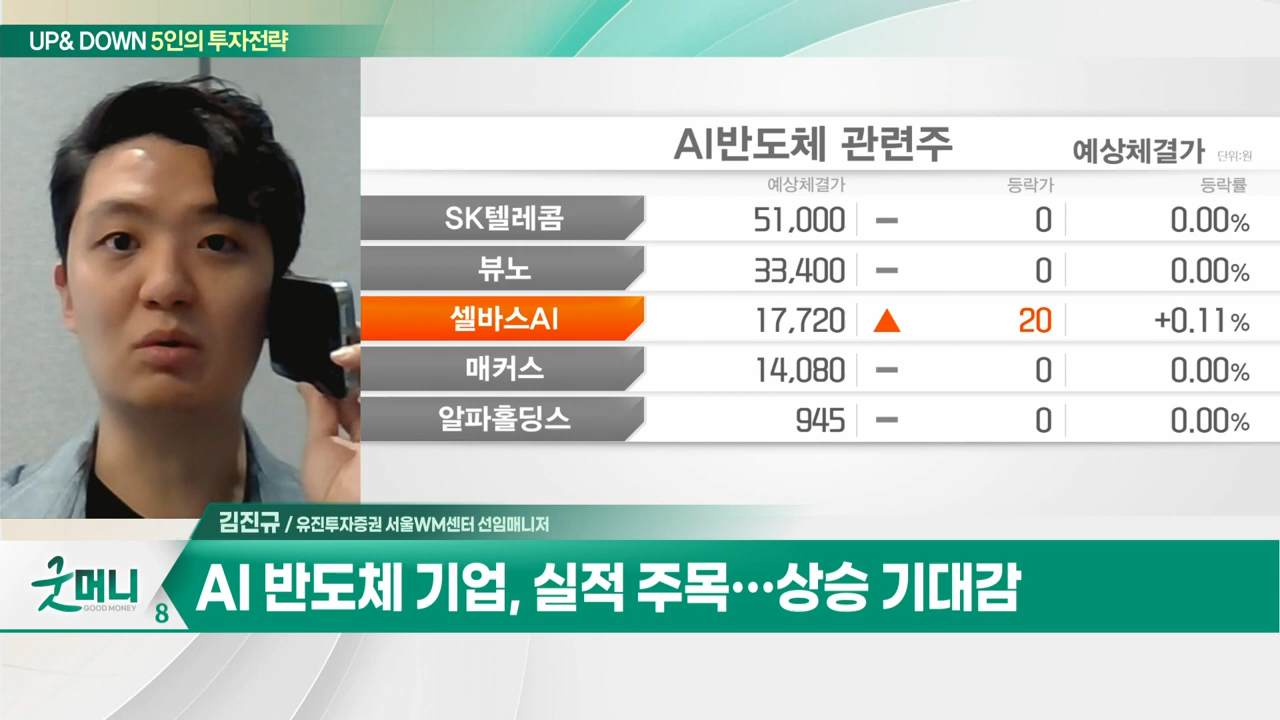 UP& DOWN 5인의 투자전략
AI반도체 관련주
예상체결가 단위:원
예상체결가 등락가 등락률
SK텔레콤 51,000 0 0.00%
뷰노 33,400 0 0.00%
셀바스AI 17,720 ▲ 20 +0.11%
매커스 14,080 0 0.00%
알파홀딩스 945 0 0.00%
김진규 / 유진투자증권 서울WM센터 선임매니저
굿머니
GOOD MONEY
8
AI 반도체 기업, 실적 주목…상승 기대감